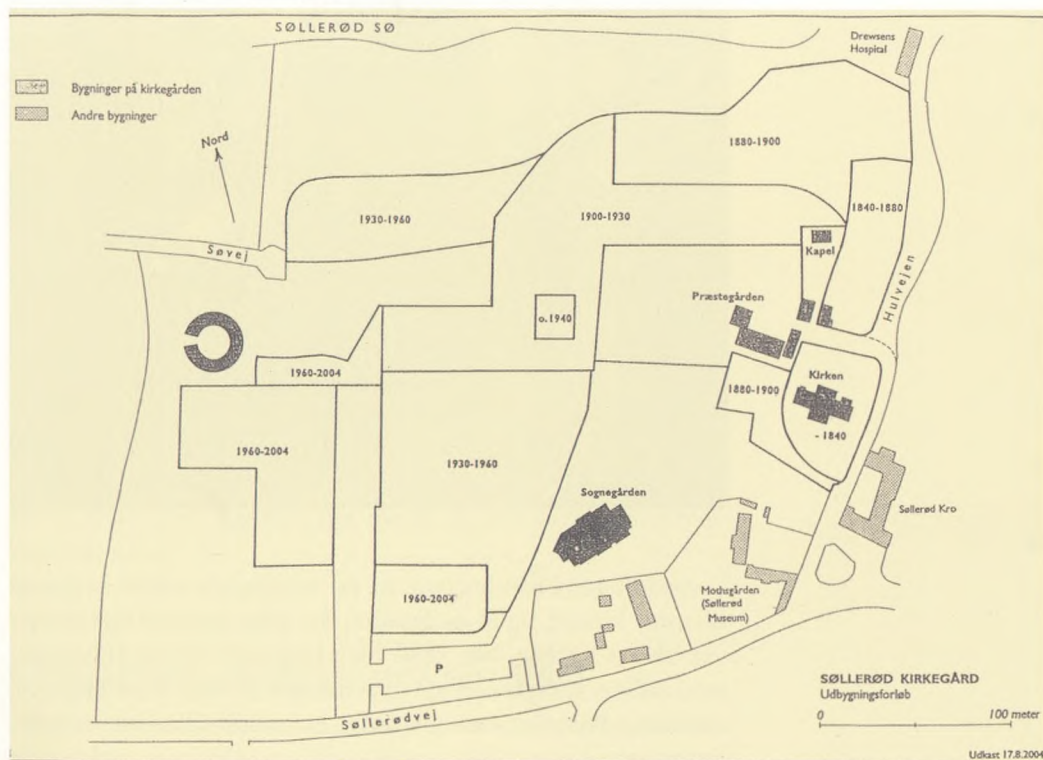 SØLLERØD SØ
Drewsens
Hospital
Bygninger på kirkegården
Andre bygninger
Nord
1880-1900
1840-1880
1930-1960
1900-1930
Søvej
Kapel
Hulvejen
Præstegården
o.1940
1960-2004
Kirken
1880-1900
- 1840
1960-2004
1930-1960
Sognegården
Søllerød Kro
1960-2004
Mothsgården
(Søllerød
Museum)
P
SØLLERØD KIRKEGÅRD
Udbygningsforløb
0 100 meter
Søllerødvej
Udkast 17.8.2004